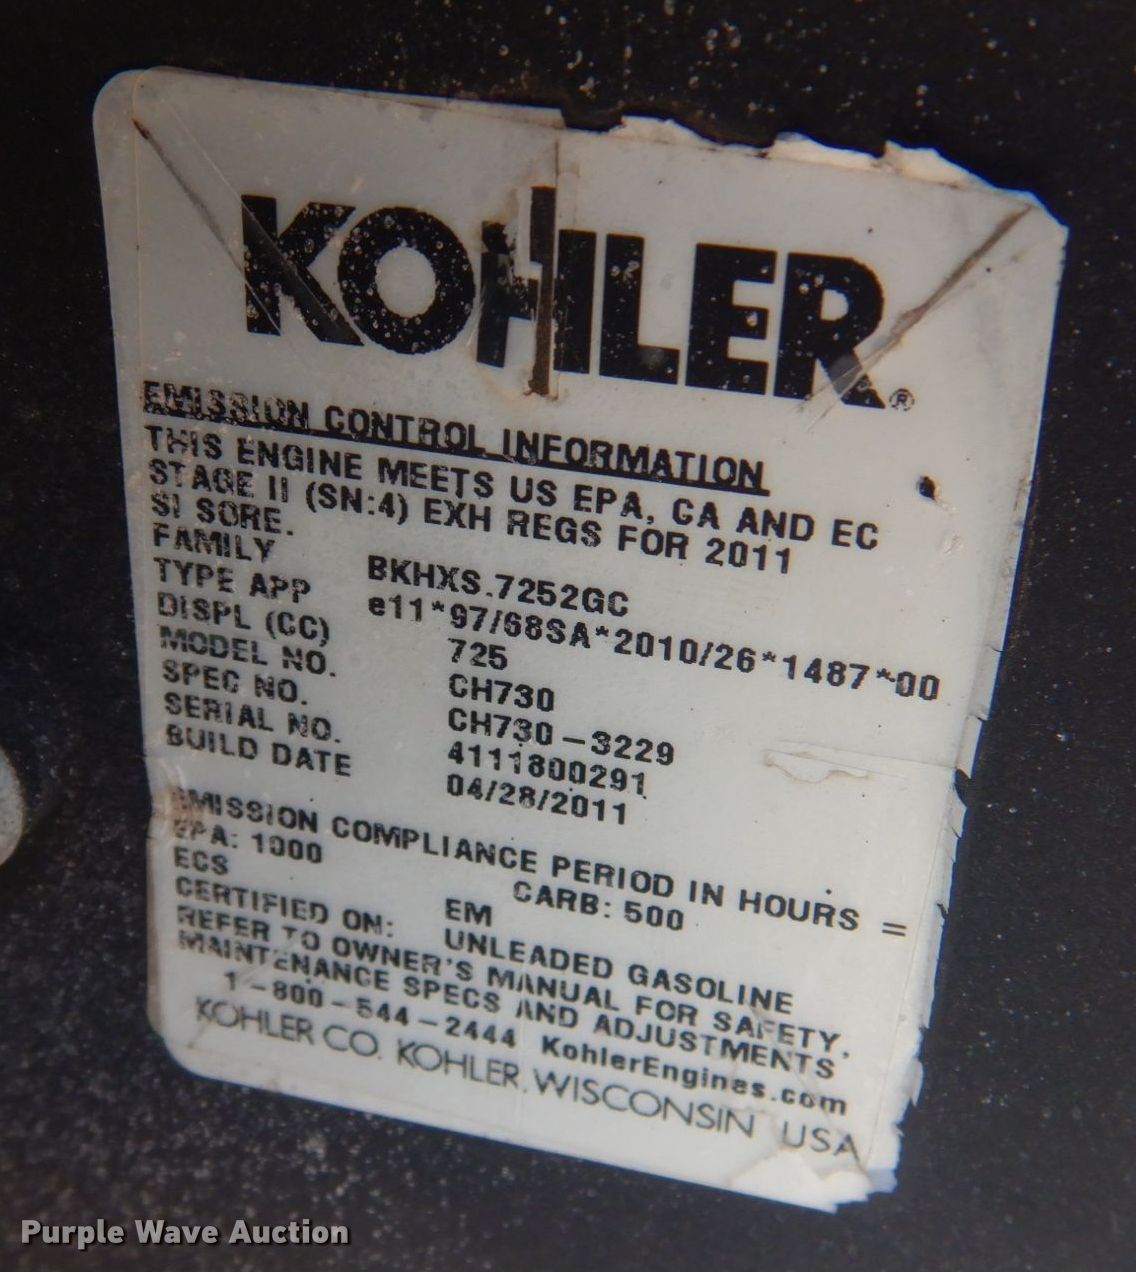 KOHLER®
EMISSION CONTROL INFORMATION
THIS ENGINE MEETS US EPA, CA AND EC
STAGE II (SN:4) EXH REGS FOR 2011
SI SORE.
FAMILY BKHXS.7252GC
TYPE APP e11*97/68SA*2010/26*1487*00
DISPL (CC) 725
MODEL NO. CH730
SPEC NO. CH730-3229
SERIAL NO. 4111800291
BUILD DATE 04/28/2011
EMISSION COMPLIANCE PERIOD IN HOURS =
EPA: 1000 CARB: 500
ECS EM
CERTIFIED ON: UNLEADED GASOLINE
REFER TO OWNER'S MANUAL FOR SAFETY,
MAINTENANCE SPECS AND ADJUSTMENTS
1-800-544-2444 KohlerEngines.com
KOHLER CO. KOHLER, WISCONSIN USA
Purple Wave Auction